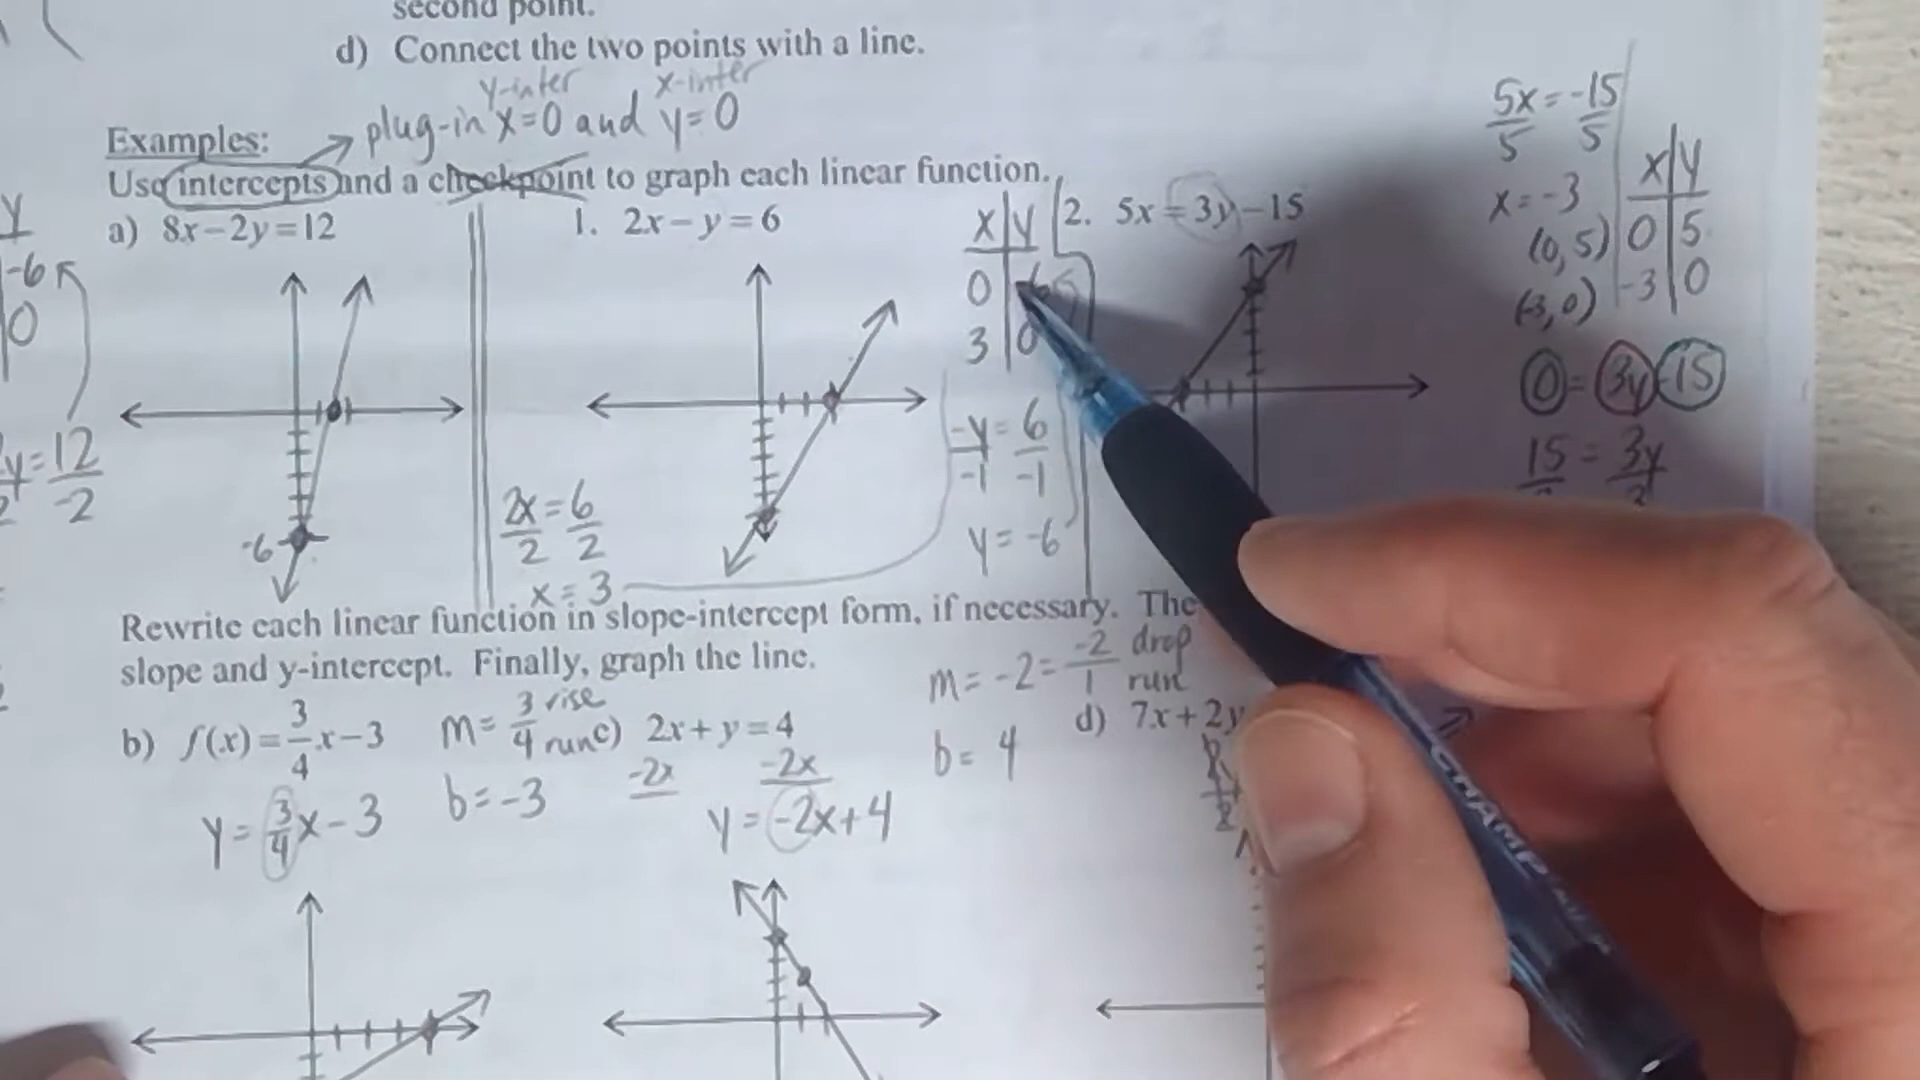 second point.
d) Connect the two points with a line.
y-inter x-inter
plug-in x=0 and y=0
Examples:
Use intercepts and a checkpoint to graph each linear function.
a) 8x-2y=12
1. 2x-y=6
2. 5x=3y-15
y
-6
0
y=12
-2
-6
2x=6
2 2
x=3
x y
0
3 0
-y=6
-1 -1
y=-6
5x=-15
5 5
x=-3
(0,5)
(-3,0)
x y
0 5
-3 0
0=3y-15
15=3y
Rewrite each linear function in slope-intercept form, if necessary. The
slope and y-intercept. Finally, graph the line.
b) f(x)=3/4x-3
m=3/4 rise run
b=-3
y=3/4x-3
c) 2x+y=4
-2x -2x
y=-2x+4
m=-2=-2/1 drop run
b=4
d) 7x+2y
CHAMP